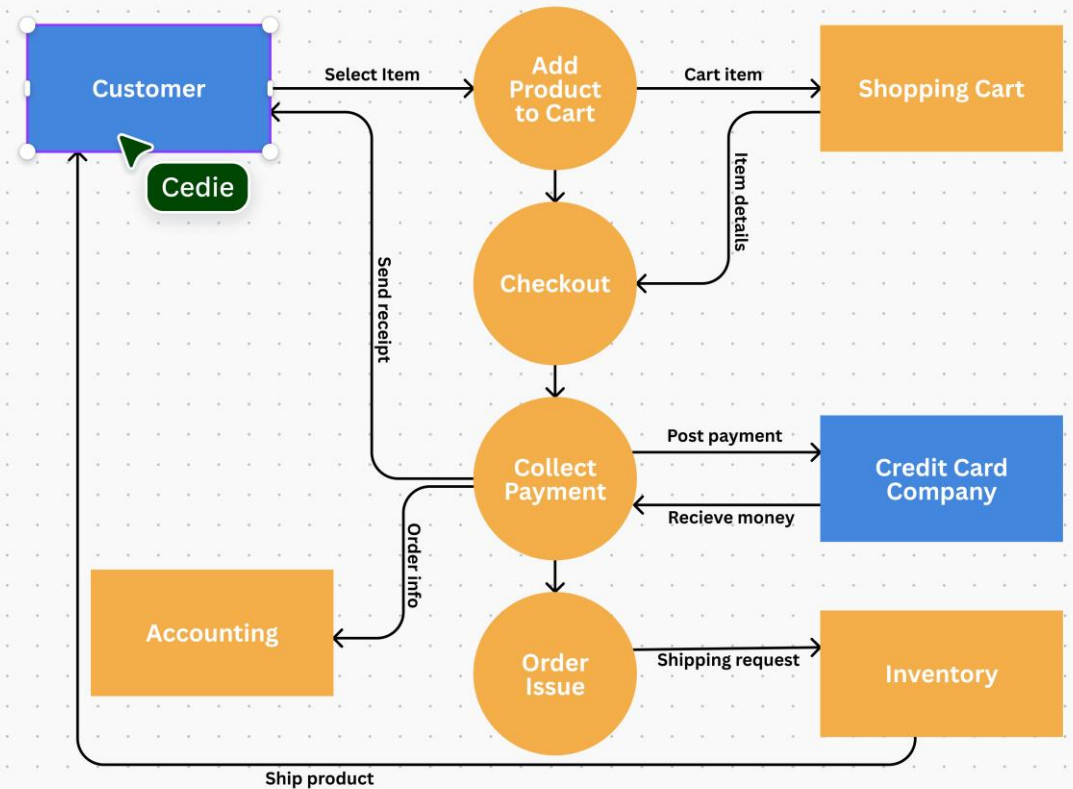 Customer
Select Item
Add
Product
to Cart
Cart item
Shopping Cart
Cedie
Item details
Checkout
Send receipt
Collect
Payment
Post payment
Recieve money
Credit Card
Company
Order info
Accounting
Order
Issue
Shipping request
Inventory
Ship product